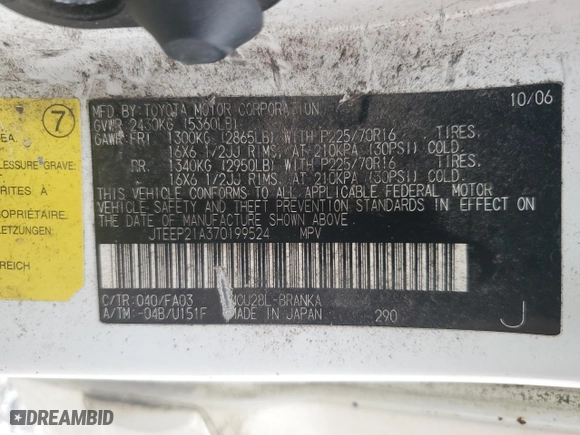 10/06
MFD.BY:TOYOTA MOTOR CORPORATION
GVWR 2430KG (5360LB)
GAWR FRT 1300KG (2865LB) WITH P225/70R16 TIRES,
16X6 1/2JJ RIMS, AT 210KPA (30PSI) COLD.
RR 1340KG (2950LB) WITH P225/70R16 TIRES,
16X6 1/2JJ RIMS, AT 210KPA (30PSI) COLD.
THIS VEHICLE CONFORMS TO ALL APPLICABLE FEDERAL MOTOR
VEHICLE SAFETY AND THEFT PREVENTION STANDARDS IN EFFECT ON
THE DATE OF MANUFACTURE SHOWN ABOVE.
JTEEP21A370199524 MPV
C/TR:040/FA03 MCU28L-BRANKA
A/TM:-04B/U151F MADE IN JAPAN 290 J
7
EA.
LESSURE GRAVE.
RITES À
PROPIÉTAIRE.
REICH
DREAMBID